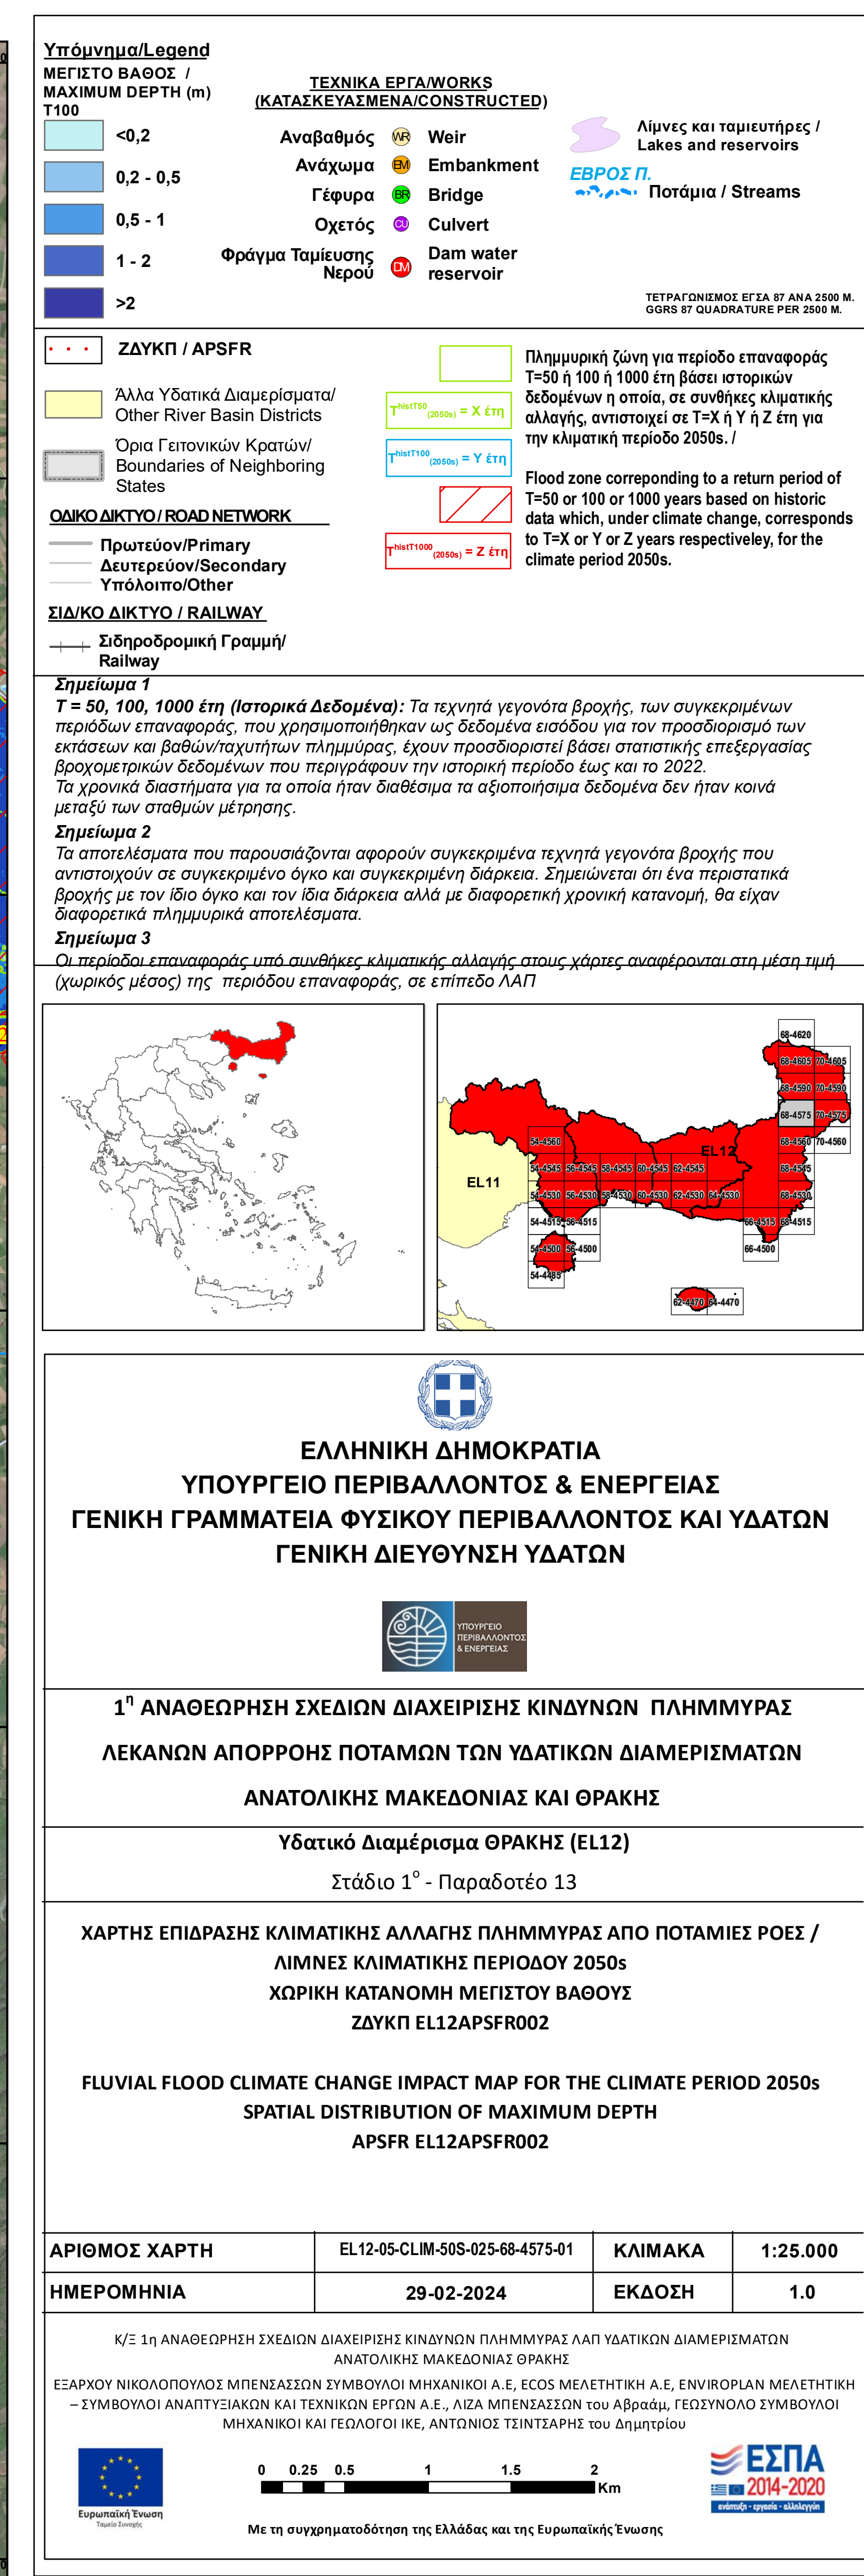 Υπόμνημα/Legend
ΜΕΓΙΣΤΟ ΒΑΘΟΣ /
MAXIMUM DEPTH (m)
T100
<0,2
0,2 - 0,5
0,5 - 1
1 - 2
>2
ΤΕΧΝΙΚΑ ΕΡΓΑ/WORKS
(ΚΑΤΑΣΚΕΥΑΣΜΕΝΑ/CONSTRUCTED)
Αναβαθμός WR Weir
Ανάχωμα EM Embankment
Γέφυρα BR Bridge
Οχετός CU Culvert
Φράγμα Ταμίευσης
Νερού
DM
Dam water
reservoir
Λίμνες και ταμιευτήρες /
Lakes and reservoirs
ΕΒΡΟΣ Π.
Ποτάμια / Streams
ΤΕΤΡΑΓΩΝΙΣΜΟΣ ΕΓΣΑ 87 ΑΝΑ 2500 Μ.
GGRS 87 QUADRATURE PER 2500 M.
ΖΔΥΚΠ / APSFR
Άλλα Υδατικά Διαμερίσματα/
Other River Basin Districts
Όρια Γειτονικών Κρατών/
Boundaries of Neighboring
States
ΟΔΙΚΟ ΔΙΚΤΥΟ / ROAD NETWORK
Πρωτεύον/Primary
Δευτερεύον/Secondary
Υπόλοιπο/Other
ΣΙΔ/ΚΟ ΔΙΚΤΥΟ / RAILWAY
Σιδηροδρομική Γραμμή/
Railway
T histT50 (2050s) = X έτη
T histT100 (2050s) = Y έτη
T histT1000 (2050s) = Z έτη
Πλημμυρική ζώνη για περίοδο επαναφοράς
T=50 ή 100 ή 1000 έτη βάσει ιστορικών
δεδομένων η οποία, σε συνθήκες κλιματικής
αλλαγής, αντιστοιχεί σε T=X ή Y ή Z έτη για
την κλιματική περίοδο 2050s. /
Flood zone correponding to a return period of
T=50 or 100 or 1000 years based on historic
data which, under climate change, corresponds
to T=X or Y or Z years respectiveley, for the
climate period 2050s.
Σημείωμα 1
T = 50, 100, 1000 έτη (Ιστορικά Δεδομένα): Τα τεχνητά γεγονότα βροχής, των συγκεκριμένων
περιόδων επαναφοράς, που χρησιμοποιήθηκαν ως δεδομένα εισόδου για τον προσδιορισμό των
εκτάσεων και βαθών/ταχυτήτων πλημμύρας, έχουν προσδιοριστεί βάσει στατιστικής επεξεργασίας
βροχομετρικών δεδομένων που περιγράφουν την ιστορική περίοδο έως και το 2022.
Τα χρονικά διαστήματα για τα οποία ήταν διαθέσιμα τα αξιοποιήσιμα δεδομένα δεν ήταν κοινά
μεταξύ των σταθμών μέτρησης.
Σημείωμα 2
Τα αποτελέσματα που παρουσιάζονται αφορούν συγκεκριμένα τεχνητά γεγονότα βροχής που
αντιστοιχούν σε συγκεκριμένο όγκο και συγκεκριμένη διάρκεια. Σημειώνεται ότι ένα περιστατικά
βροχής με τον ίδιο όγκο και τον ίδια διάρκεια αλλά με διαφορετική χρονική κατανομή, θα είχαν
διαφορετικά πλημμυρικά αποτελέσματα.
Σημείωμα 3
Οι περίοδοι επαναφοράς υπό συνθήκες κλιματικής αλλαγής στους χάρτες αναφέρονται στη μέση τιμή
(χωρικός μέσος) της περιόδου επαναφοράς, σε επίπεδο ΛΑΠ
68-4620
68-4605 70-4605
68-4590 70-4590
68-4575 70-4575
54-4560 EL12 68-4560 70-4560
EL11
54-4545 56-4545 58-4545 60-4545 62-4545 68-4545
54-4530 56-4530 58-4530 60-4530 62-4530 64-4530 68-4530
54-4515 56-4515 66-4515 68-4515
54-4500 56-4500 66-4500
54-4485
62-4470 64-4470
ΕΛΛΗΝΙΚΗ ΔΗΜΟΚΡΑΤΙΑ
ΥΠΟΥΡΓΕΙΟ ΠΕΡΙΒΑΛΛΟΝΤΟΣ & ΕΝΕΡΓΕΙΑΣ
ΓΕΝΙΚΗ ΓΡΑΜΜΑΤΕΙΑ ΦΥΣΙΚΟΥ ΠΕΡΙΒΑΛΛΟΝΤΟΣ ΚΑΙ ΥΔΑΤΩΝ
ΓΕΝΙΚΗ ΔΙΕΥΘΥΝΣΗ ΥΔΑΤΩΝ
ΥΠΟΥΡΓΕΙΟ
ΠΕΡΙΒΑΛΛΟΝΤΟΣ
& ΕΝΕΡΓΕΙΑΣ
1η ΑΝΑΘΕΩΡΗΣΗ ΣΧΕΔΙΩΝ ΔΙΑΧΕΙΡΙΣΗΣ ΚΙΝΔΥΝΩΝ ΠΛΗΜΜΥΡΑΣ
ΛΕΚΑΝΩΝ ΑΠΟΡΡΟΗΣ ΠΟΤΑΜΩΝ ΤΩΝ ΥΔΑΤΙΚΩΝ ΔΙΑΜΕΡΙΣΜΑΤΩΝ
ΑΝΑΤΟΛΙΚΗΣ ΜΑΚΕΔΟΝΙΑΣ ΚΑΙ ΘΡΑΚΗΣ
Υδατικό Διαμέρισμα ΘΡΑΚΗΣ (EL12)
Στάδιο 1ο - Παραδοτέο 13
ΧΑΡΤΗΣ ΕΠΙΔΡΑΣΗΣ ΚΛΙΜΑΤΙΚΗΣ ΑΛΛΑΓΗΣ ΠΛΗΜΜΥΡΑΣ ΑΠΟ ΠΟΤΑΜΙΕΣ ΡΟΕΣ /
ΛΙΜΝΕΣ ΚΛΙΜΑΤΙΚΗΣ ΠΕΡΙΟΔΟΥ 2050s
ΧΩΡΙΚΗ ΚΑΤΑΝΟΜΗ ΜΕΓΙΣΤΟΥ ΒΑΘΟΥΣ
ΖΔΥΚΠ EL12APSFR002
FLUVIAL FLOOD CLIMATE CHANGE IMPACT MAP FOR THE CLIMATE PERIOD 2050s
SPATIAL DISTRIBUTION OF MAXIMUM DEPTH
APSFR EL12APSFR002
ΑΡΙΘΜΟΣ ΧΑΡΤΗ EL12-05-CLIM-50S-025-68-4575-01 ΚΛΙΜΑΚΑ 1:25.000
ΗΜΕΡΟΜΗΝΙΑ 29-02-2024 ΕΚΔΟΣΗ 1.0
Κ/Ξ 1η ΑΝΑΘΕΩΡΗΣΗ ΣΧΕΔΙΩΝ ΔΙΑΧΕΙΡΙΣΗΣ ΚΙΝΔΥΝΩΝ ΠΛΗΜΜΥΡΑΣ ΛΑΠ ΥΔΑΤΙΚΩΝ ΔΙΑΜΕΡΙΣΜΑΤΩΝ
ΑΝΑΤΟΛΙΚΗΣ ΜΑΚΕΔΟΝΙΑΣ ΘΡΑΚΗΣ
ΕΞΑΡΧΟΥ ΝΙΚΟΛΟΠΟΥΛΟΣ ΜΠΕΝΣΑΣΣΩΝ ΣΥΜΒΟΥΛΟΙ ΜΗΧΑΝΙΚΟΙ Α.Ε, ECOS ΜΕΛΕΤΗΤΙΚΗ Α.Ε, ENVIROPLAN ΜΕΛΕΤΗΤΙΚΗ
– ΣΥΜΒΟΥΛΟΙ ΑΝΑΠΤΥΞΙΑΚΩΝ ΚΑΙ ΤΕΧΝΙΚΩΝ ΕΡΓΩΝ Α.Ε., ΛΙΖΑ ΜΠΕΝΣΑΣΣΩΝ του Αβραάμ, ΓΕΩΣΥΝΟΛΟ ΣΥΜΒΟΥΛΟΙ
ΜΗΧΑΝΙΚΟΙ ΚΑΙ ΓΕΩΛΟΓΟΙ ΙΚΕ, ΑΝΤΩΝΙΟΣ ΤΣΙΝΤΣΑΡΗΣ του Δημητρίου
Ευρωπαϊκή Ένωση
Ταμείο Συνοχής
0 0.25 0.5 1 1.5 2
Km
Με τη συγχρηματοδότηση της Ελλάδας και της Ευρωπαϊκής Ένωσης
ΕΣΠΑ
2014-2020
ανάπτυξη - εργασία - αλληλεγγύη